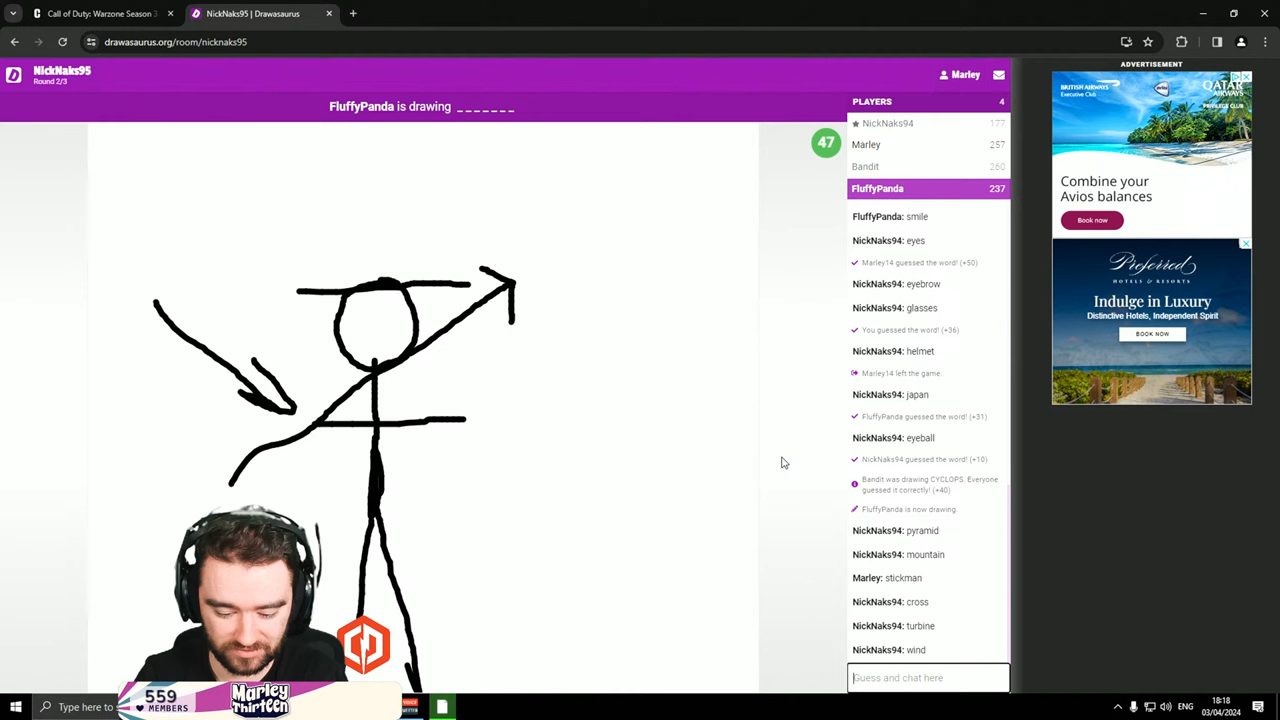 Call of Duty: Warzone Season 3
NickNaks95 | Drawasaurus
drawasaurus.org/room/nicknaks95
NickNaks95
Round 2/3
Marley
FluffyPanda is drawing _ _ _ _ _ _ _
47
PLAYERS 4
NickNaks94 177
Marley 257
Bandit 260
FluffyPanda 237
FluffyPanda: smile
NickNaks94: eyes
Marley14 guessed the word! (+50)
NickNaks94: eyebrow
NickNaks94: glasses
You guessed the word! (+36)
NickNaks94: helmet
Marley14 left the game.
NickNaks94: japan
FluffyPanda guessed the word! (+31)
NickNaks94: eyeball
NickNaks94 guessed the word! (+10)
Bandit was drawing CYCLOPS. Everyone
guessed it correctly! (+40)
FluffyPanda is now drawing.
NickNaks94: pyramid
NickNaks94: mountain
Marley: stickman
NickNaks94: cross
NickNaks94: turbine
NickNaks94: wind
Guess and chat here
ADVERTISEMENT
BRITISH AIRWAYS
Executive Club
QATAR
AIRWAYS
PRIVILEGE CLUB
Combine your
Avios balances
Book now
Preferred
HOTELS & RESORTS
Indulge in Luxury
Distinctive Hotels, Independent Spirit
BOOK NOW
559
MEMBERS
Marley
Thirteen
Type here to
ENG
18:18
03/04/2024